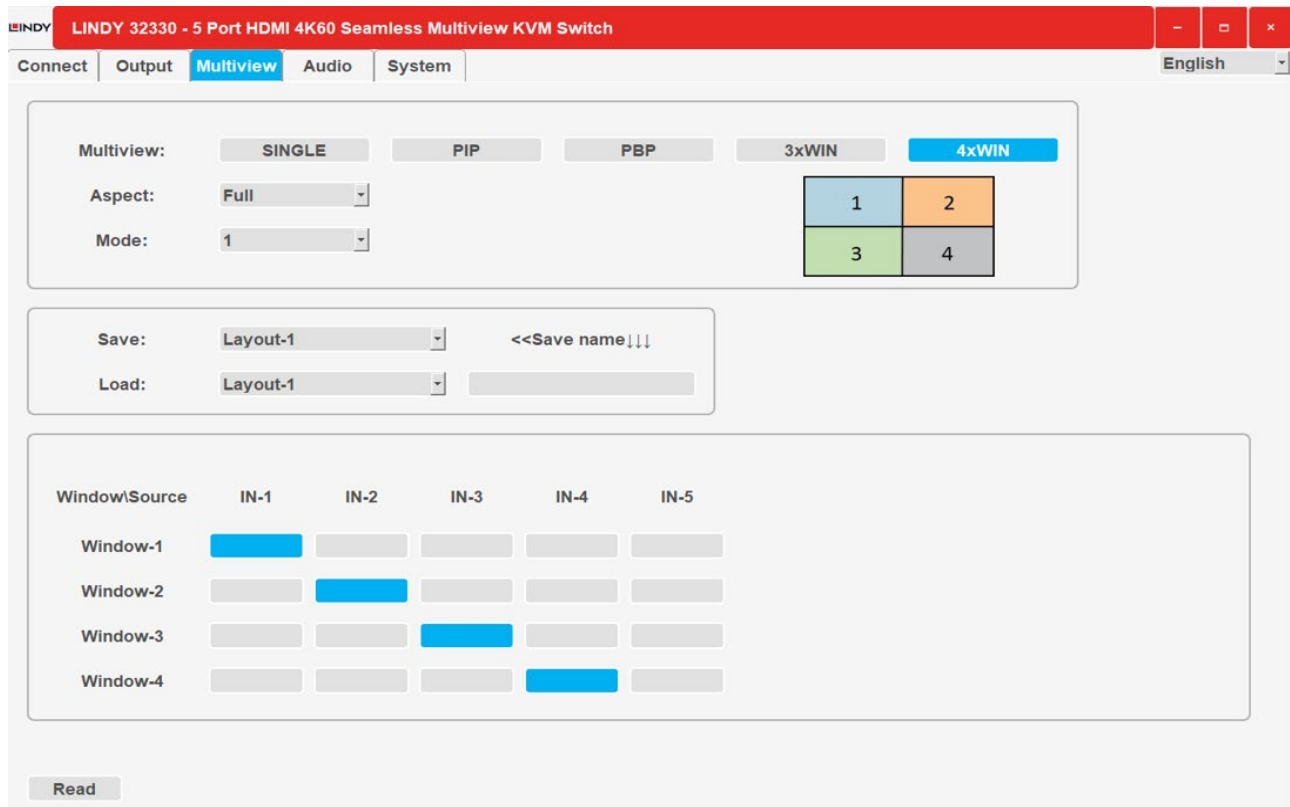 LINDY LINDY 32330 - 5 Port HDMI 4K60 Seamless Multiview KVM Switch
Connect Output Multiview Audio System English
Multiview: SINGLE PIP PBP 3xWIN 4xWIN
Aspect: Full
1 2
Mode: 1
3 4
Save: Layout-1 <<Save name↓↓↓
Load: Layout-1
Window\Source IN-1 IN-2 IN-3 IN-4 IN-5
Window-1
Window-2
Window-3
Window-4
Read